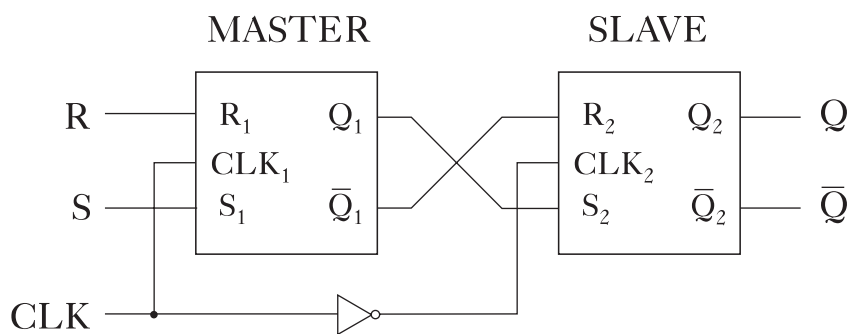 MASTER SLAVE
R R₁ Q₁ R₂ Q₂ Q
CLK₁ CLK₂
S S₁ Q̅₁ S₂ Q̅₂ Q̅
CLK